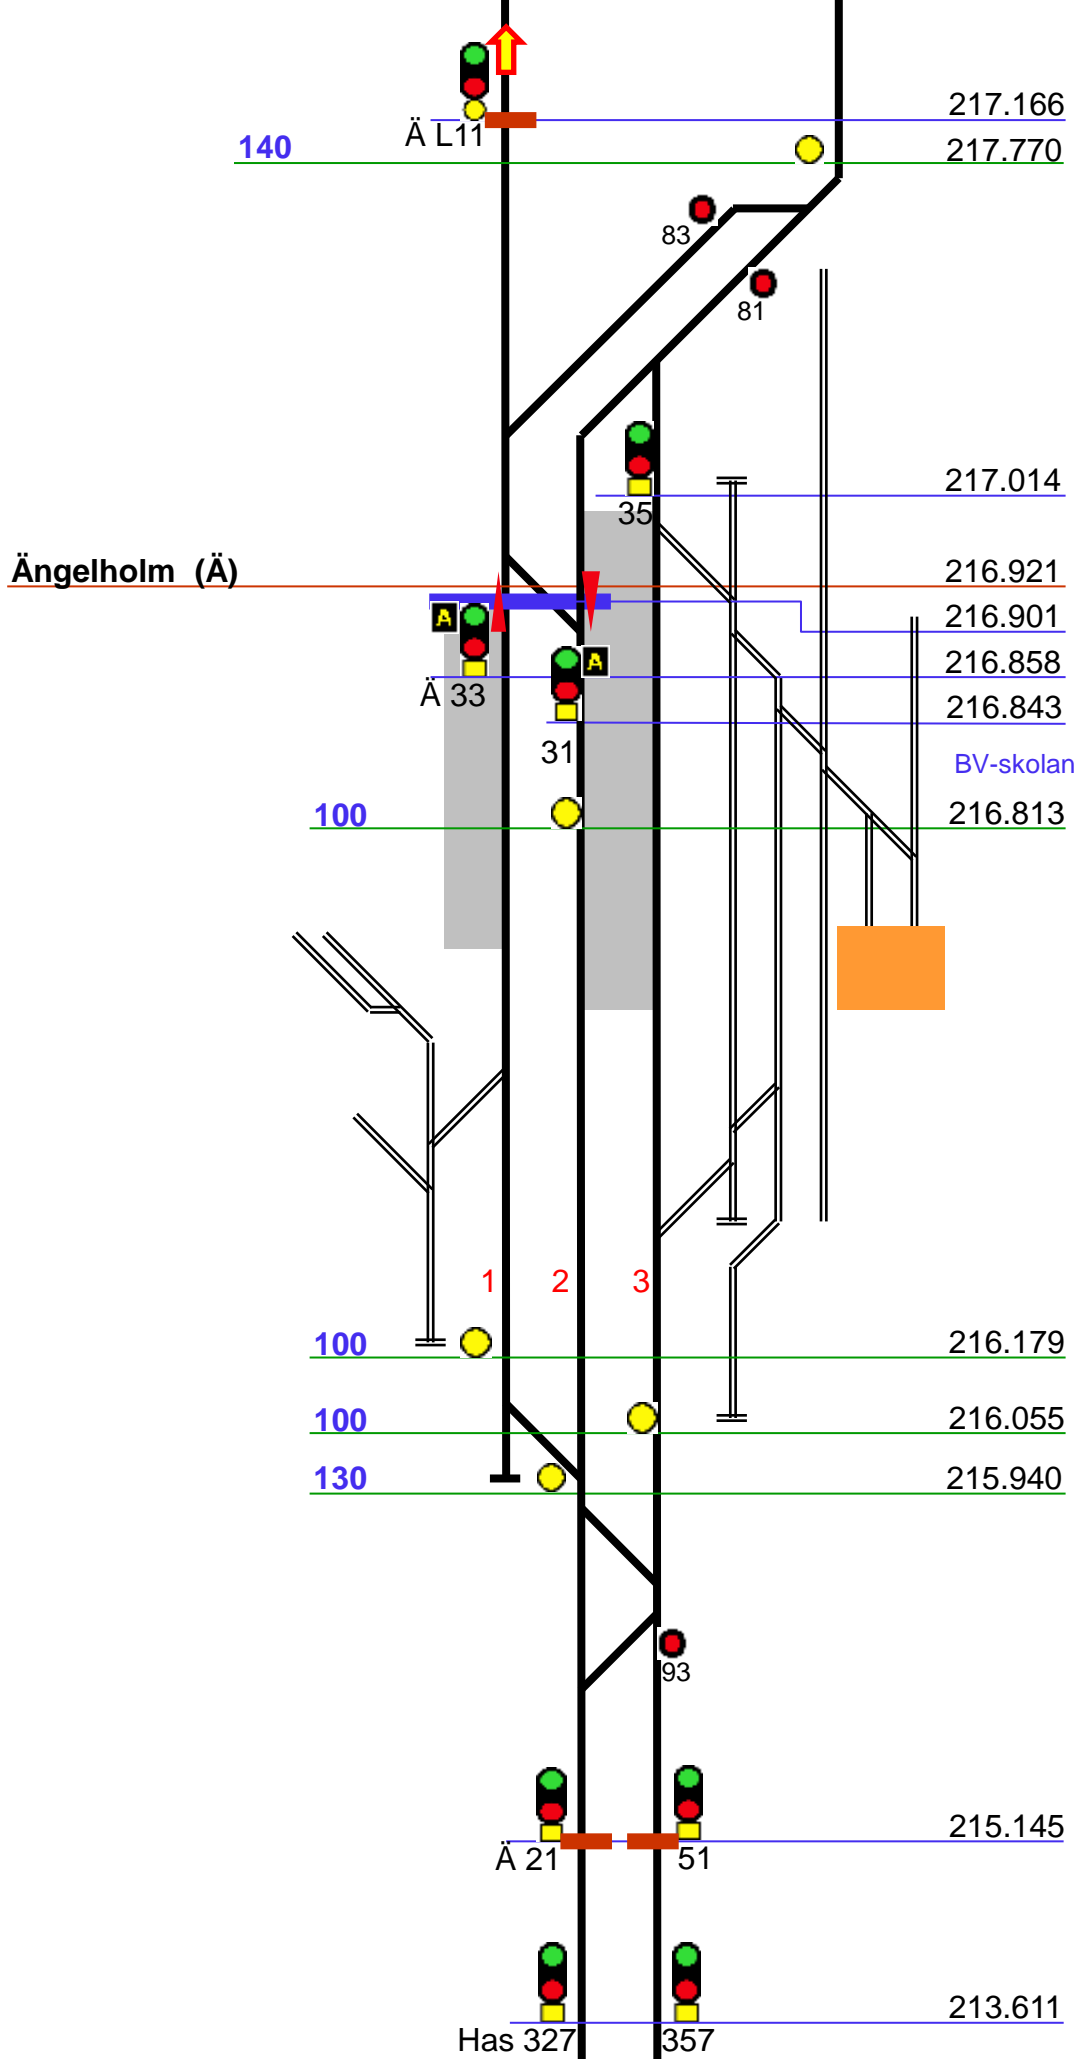 217.166
Ä L11
140
217.770
83
81
217.014
35
Ängelholm (Ä)
216.921
A
216.901
A
216.858
Ä 33
216.843
31
BV-skolan
100
216.813
1 2 3
100
216.179
100
216.055
130
215.940
93
215.145
Ä 21
51
213.611
Has 327
357